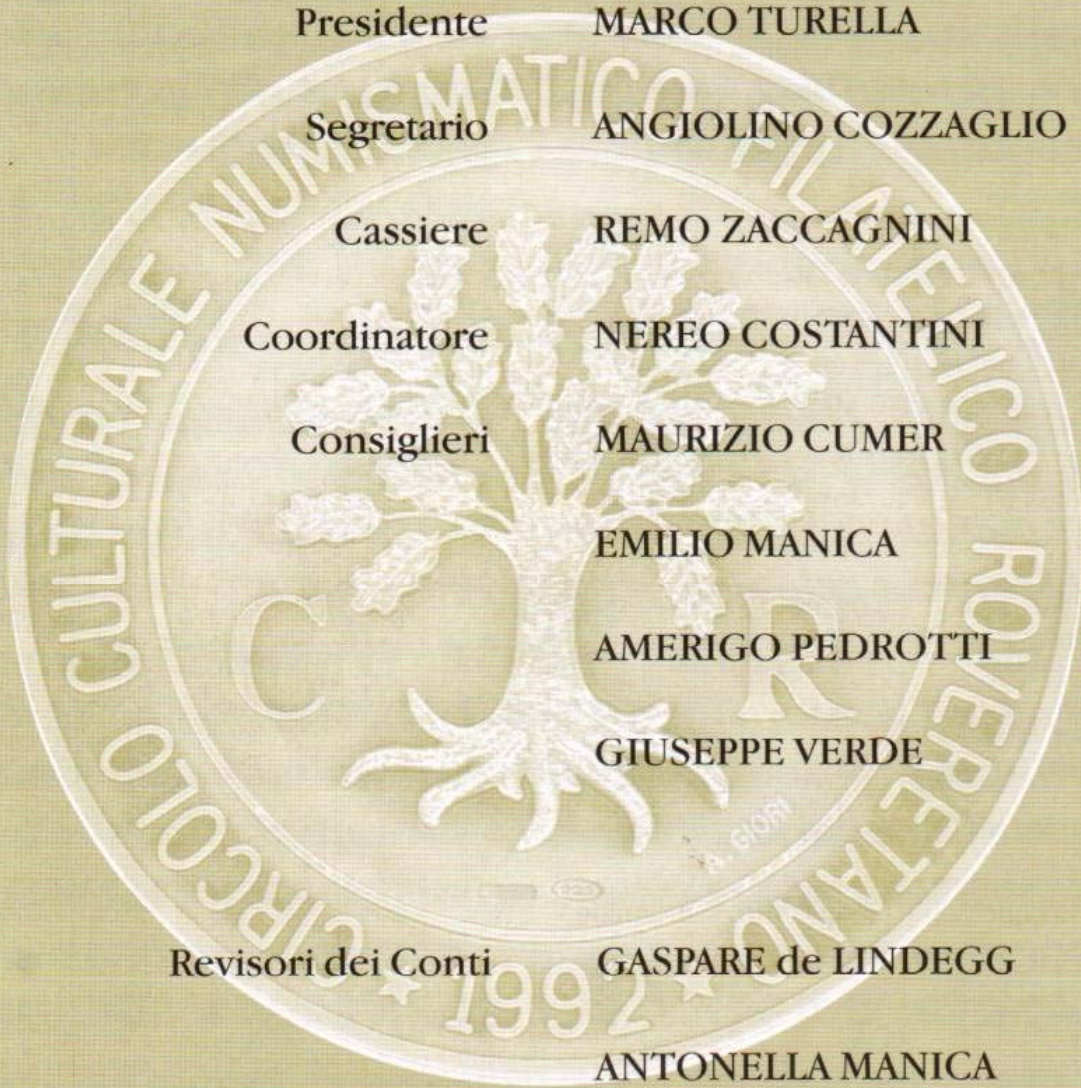 Presidente MARCO TURELLA
Segretario ANGIOLINO COZZAGLIO
Cassiere REMO ZACCAGNINI
Coordinatore NEREO COSTANTINI
Consiglieri MAURIZIO CUMER
EMILIO MANICA
AMERIGO PEDROTTI
GIUSEPPE VERDE
Revisori dei Conti GASPARE de LINDEGG
ANTONELLA MANICA
CIRCOLO CULTURALE NUMISMATICO FILATELICO ROVERETANO
C R
A. GIORI
★ 1992 ★